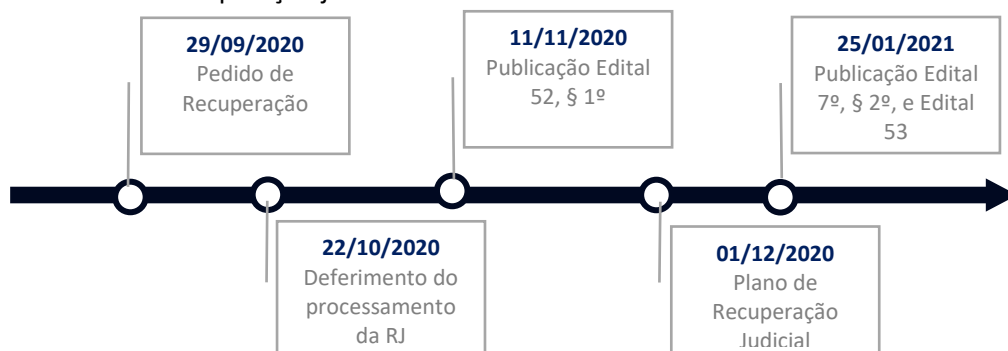 29/09/2020
Pedido de
Recuperação
11/11/2020
Publicação Edital
52, § 1º
25/01/2021
Publicação Edital
7º, § 2º, e Edital
53
22/10/2020
Deferimento do
processamento
da RJ
01/12/2020
Plano de
Recuperação
Judicial